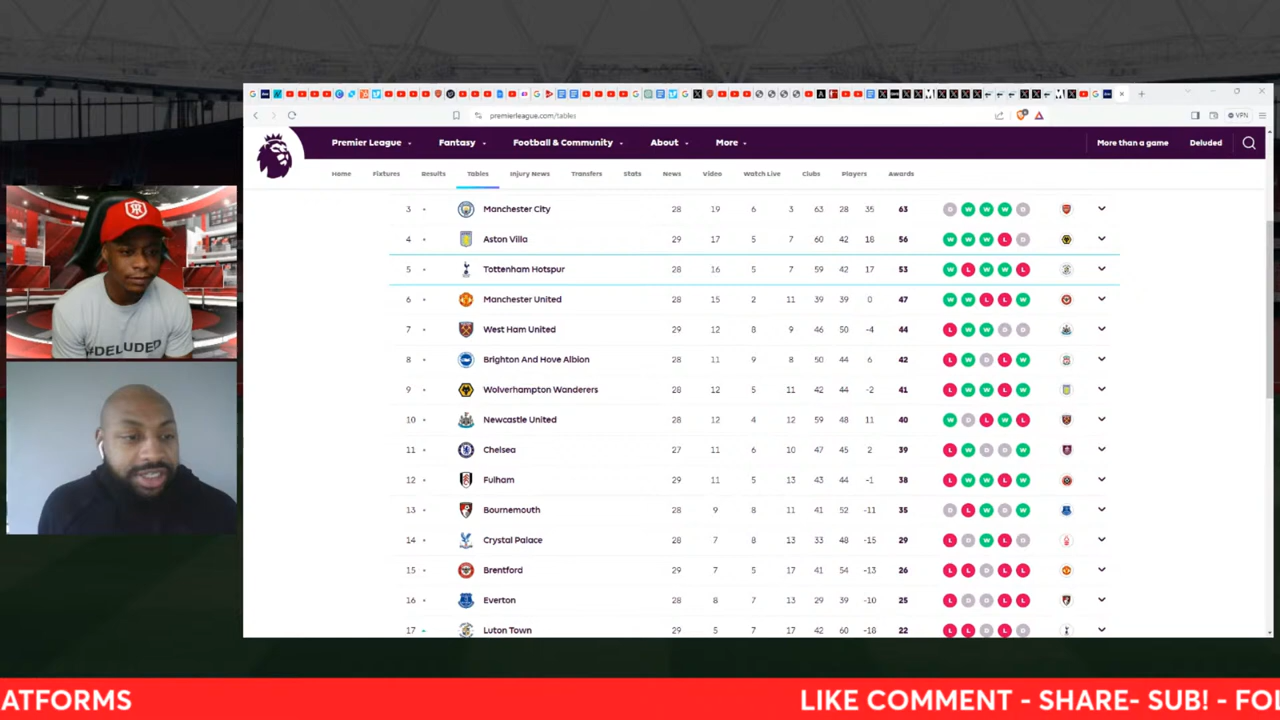 premierleague.com/tables
VPN
Premier League Fantasy Football & Community About More More than a game Deluded
Home Fixtures Results Tables Injury News Transfers Stats News Video Watch Live Clubs Players Awards
3 Manchester City 28 19 6 3 63 28 35 63 D W W W D
4 Aston Villa 29 17 5 7 60 42 18 56 W W W L D
5 Tottenham Hotspur 28 16 5 7 59 42 17 53 W L W W L
6 Manchester United 28 15 2 11 39 39 0 47 W W L L W
7 West Ham United 29 12 8 9 46 50 -4 44 L W W D D
8 Brighton And Hove Albion 28 11 9 8 50 44 6 42 L W D L W
9 Wolverhampton Wanderers 28 12 5 11 42 44 -2 41 L W W L W
10 Newcastle United 28 12 4 12 59 48 11 40 W D L W L
11 Chelsea 27 11 6 10 47 45 2 39 L W D D W
12 Fulham 29 11 5 13 43 44 -1 38 L W W L W
13 Bournemouth 28 9 8 11 41 52 -11 35 D L W D W
14 Crystal Palace 28 7 8 13 33 48 -15 29 L D W L D
15 Brentford 29 7 5 17 41 54 -13 26 L L D L L
16 Everton 28 8 7 13 29 39 -10 25 L D D L L
17 Luton Town 29 5 7 17 42 60 -18 22 L L D L D
#DELUDED
ATFORMS LIKE COMMENT - SHARE- SUB! - FOL